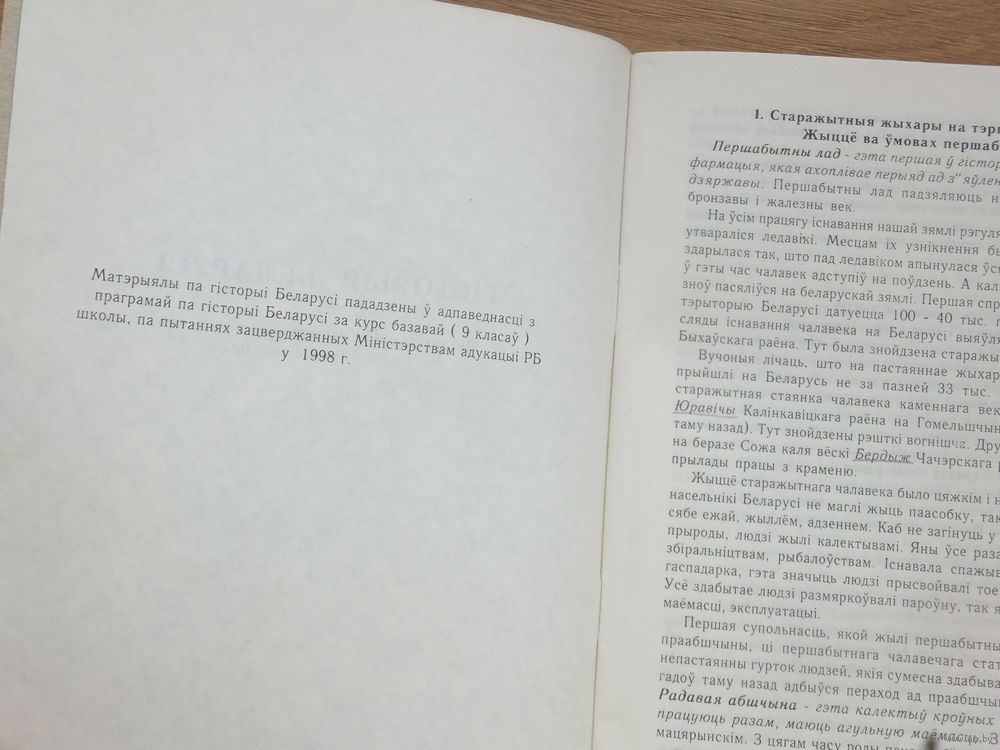 Матэрыялы па гісторыі Беларусі пададзены ў адпаведнасці з
праграмай па гісторыі Беларусі за курс базавай ( 9 класаў )
школы, па пытаннях зацверджанных Міністэрствам адукацыі РБ
у 1998 г.
1. Старажытныя жыхары на тэры
Жыццё ва ўмовах першаб
Першабытны лад - гэта першая ў гістор
фармацыя, якая ахоплівае перыяд ад з"яўлен
дзяржавы. Першабытны лад падзяляюць н
бронзавы і жалезны век.
На ўсім працягу існавання нашай зямлі рэгуля
утвараліся ледавікі. Месцам іх узнікнення бы
здарылася так, што пад ледавіком апынулася ўс
ў гэты час чалавек адступіў на поўдзень. А кал
зноў пасяліўся на беларускай зямлі. Першая спр
тэрыторыю Беларусі датуецца 100 - 40 тыс. г
сляды існавання чалавека на Беларусі выяўл
Быхаўскага раёна. Тут была знойдзена старажы
Вучоныя лічаць, што на пастаяннае жыхар
прыйшлі на Беларусь не за пазней 33 тыс.
старажытная стаянка чалавека каменнага век
Юравічы Калінкавіцкага раёна на Гомельшчын
таму назад). Тут знойдзены рэшткі вогнішча. Дру
на беразе Сожа каля вёскі Бердыж Чачэрскага р
прылады працы з краменю.
Жыццё старажытнага чалавека было цяжкім і н
насельнікі Беларусі не маглі жыць паасобку, так
сябе ежай, жыллём, адзеннем. Каб не загінуць у
прыроды, людзі жылі калектывамі. Яны ўсе раза
збіральніцтвам, рыбалоўствам. Існавала спажыв
гаспадарка, гэта значыць людзі прысвойвалі тое
Усё здабытае людзі размяркоўвалі пароўну, так я
маёмасці, эксплуатацыі.
Першая супольнасць, якой жылі першабытны
праабшчыны, ці першабытнага чалавечага стат
непастаянны гурток людзей, якія сумесна здабыва
гадоў таму назад адбыўся пераход ад праабшчы
Радавая абшчына - гэта калектыў кроўных
працуюць разам, маюць агульную маёмасць. З
мацярынскім. З цягам часу роды